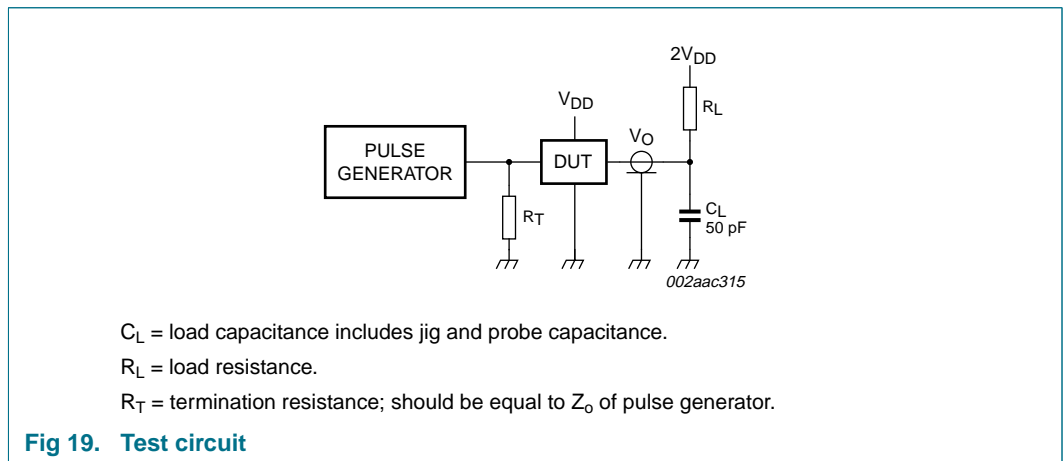 2VDD
RL
VDD
VO
PULSE
GENERATOR
DUT
RT
CL
50 pF
002aac315
CL = load capacitance includes jig and probe capacitance.
RL = load resistance.
RT = termination resistance; should be equal to Zo of pulse generator.
Fig 19. Test circuit